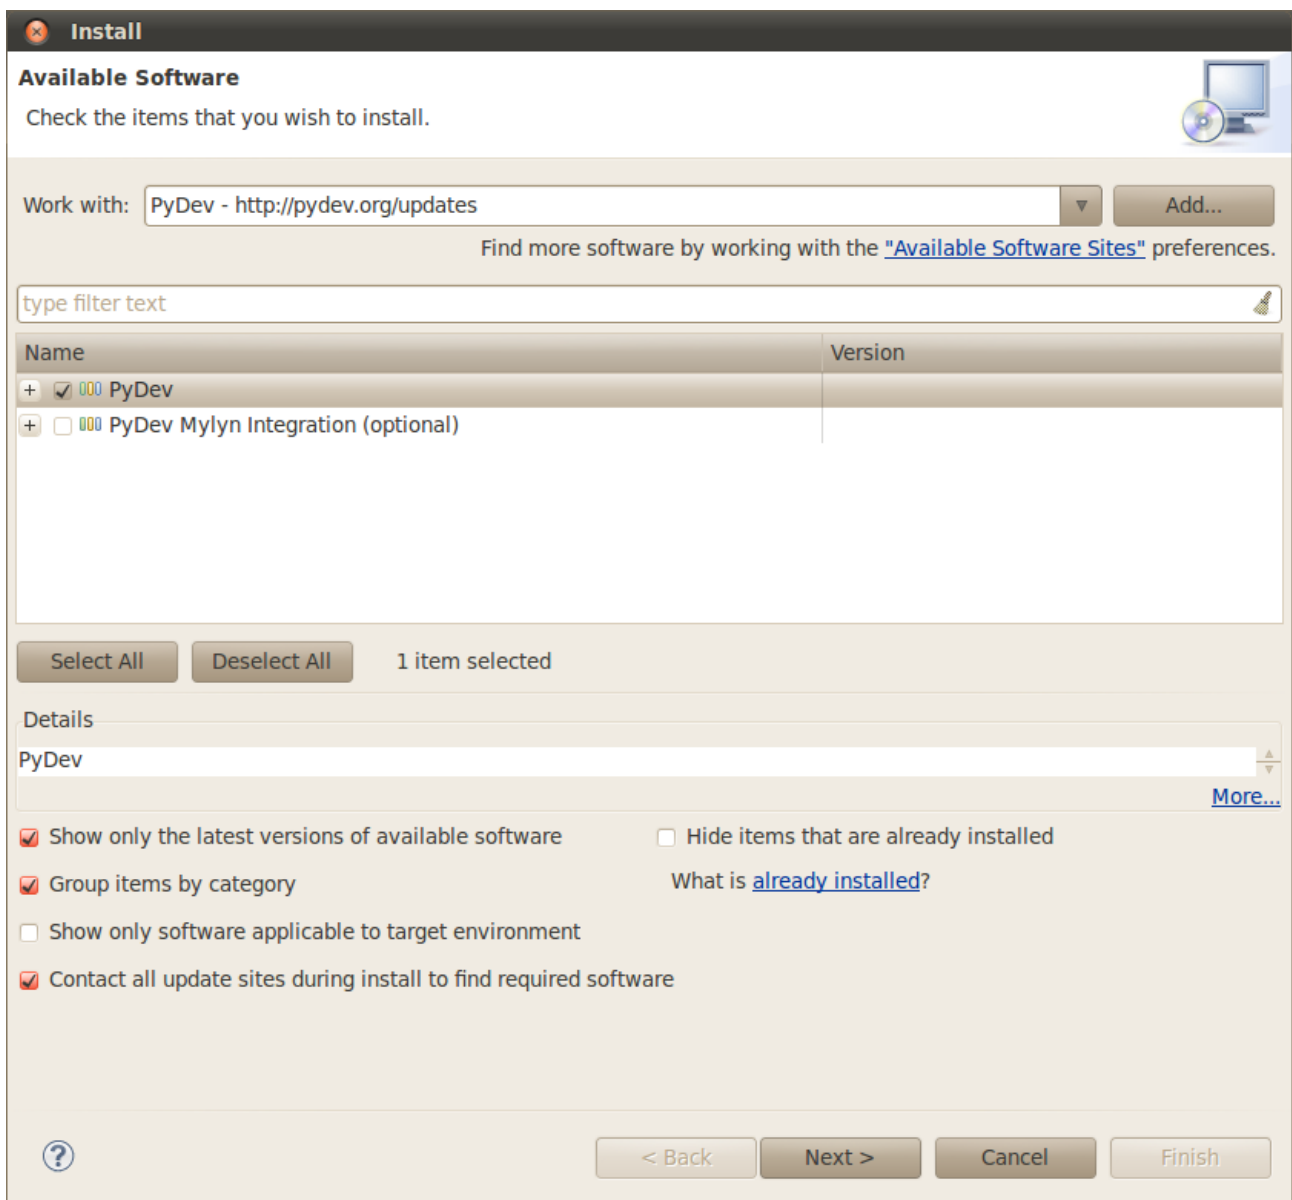 Install
Available Software
Check the items that you wish to install.
Work with: PyDev - http://pydev.org/updates Add...
Find more software by working with the "Available Software Sites" preferences.
type filter text
Name Version
PyDev
PyDev Mylyn Integration (optional)
Select All Deselect All 1 item selected
Details
PyDev
More...
Show only the latest versions of available software Hide items that are already installed
Group items by category What is already installed?
Show only software applicable to target environment
Contact all update sites during install to find required software
? < Back Next > Cancel Finish